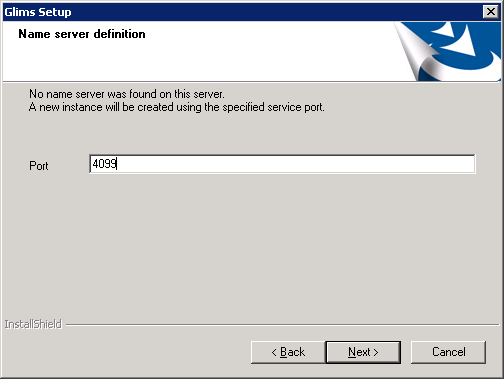 Glims Setup
Name server definition
No name server was found on this server.
A new instance will be created using the specified service port.
Port
4099
InstallShield
< Back
Next >
Cancel